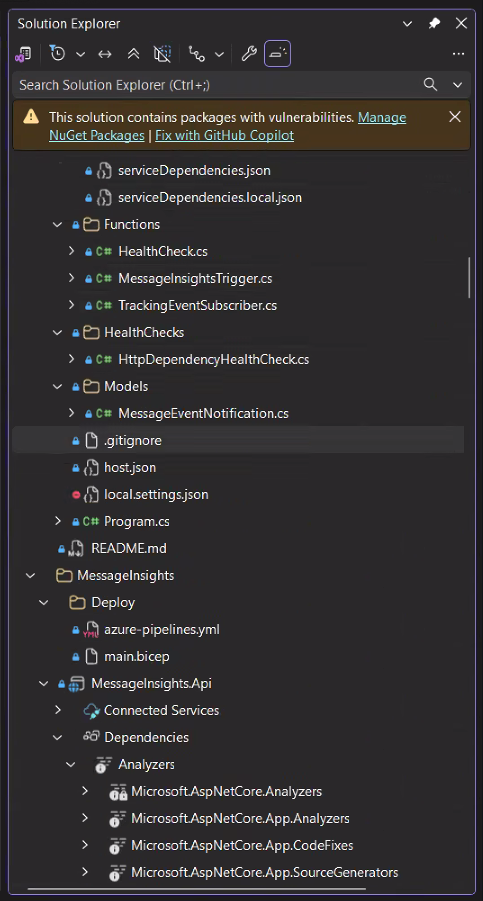 Solution Explorer
Search Solution Explorer (Ctrl+;)
This solution contains packages with vulnerabilities. Manage
NuGet Packages | Fix with GitHub Copilot
serviceDependencies.json
serviceDependencies.local.json
Functions
C# HealthCheck.cs
C# MessageInsightsTrigger.cs
C# TrackingEventSubscriber.cs
HealthChecks
C# HttpDependencyHealthCheck.cs
Models
C# MessageEventNotification.cs
.gitignore
host.json
local.settings.json
C# Program.cs
README.md
MessageInsights
Deploy
YML azure-pipelines.yml
main.bicep
MessageInsights.Api
Connected Services
Dependencies
Analyzers
Microsoft.AspNetCore.Analyzers
Microsoft.AspNetCore.App.Analyzers
Microsoft.AspNetCore.App.CodeFixes
Microsoft.AspNetCore.App.SourceGenerators